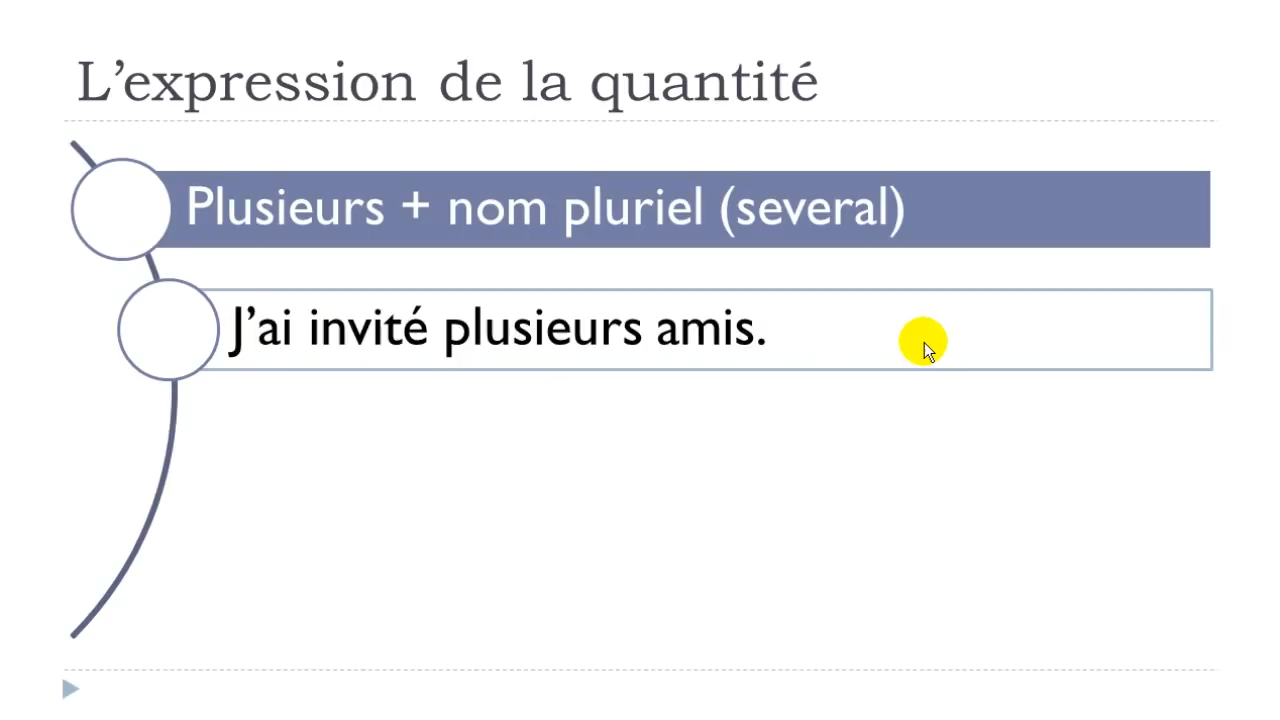 L’expression de la quantité
Plusieurs + nom pluriel (several)
J’ai invité plusieurs amis.